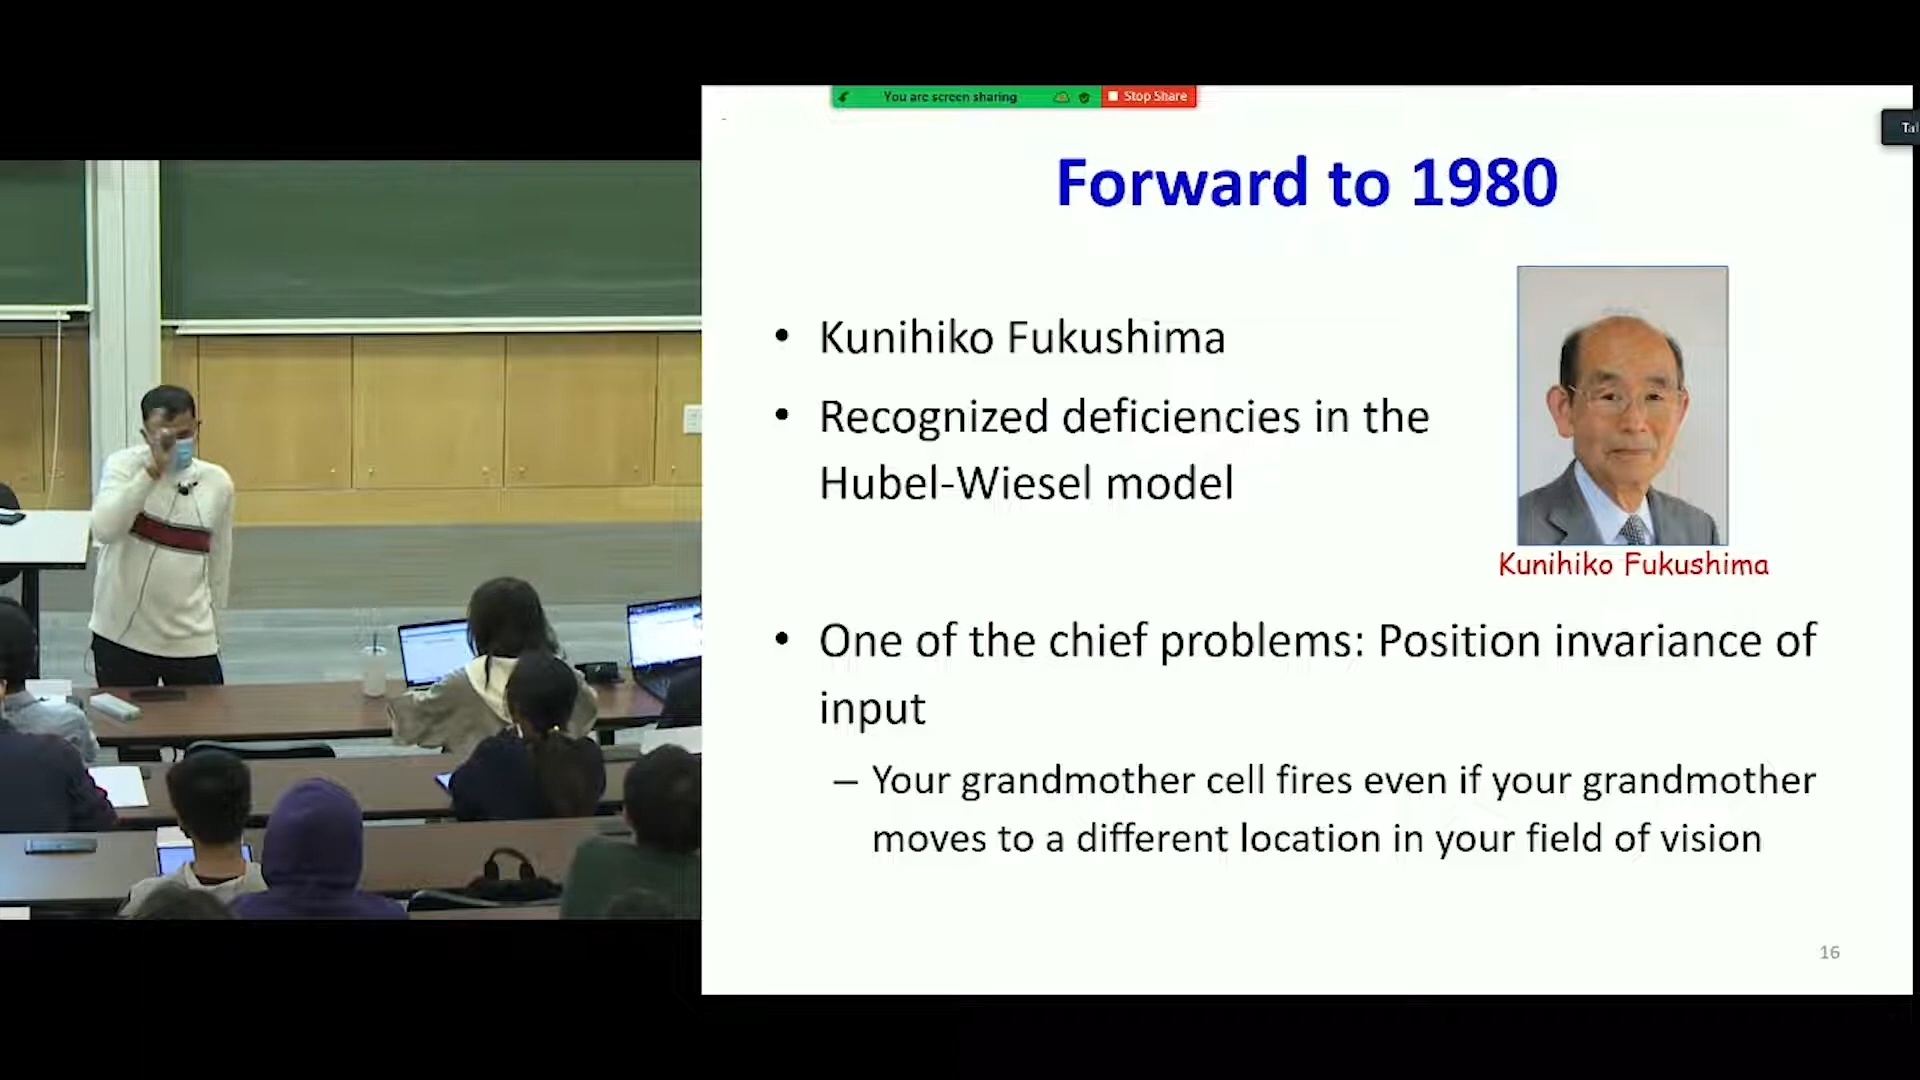 You are screen sharing
Stop Share
Forward to 1980
• Kunihiko Fukushima
• Recognized deficiencies in the
Hubel-Wiesel model
Kunihiko Fukushima
• One of the chief problems: Position invariance of
input
– Your grandmother cell fires even if your grandmother
moves to a different location in your field of vision
16